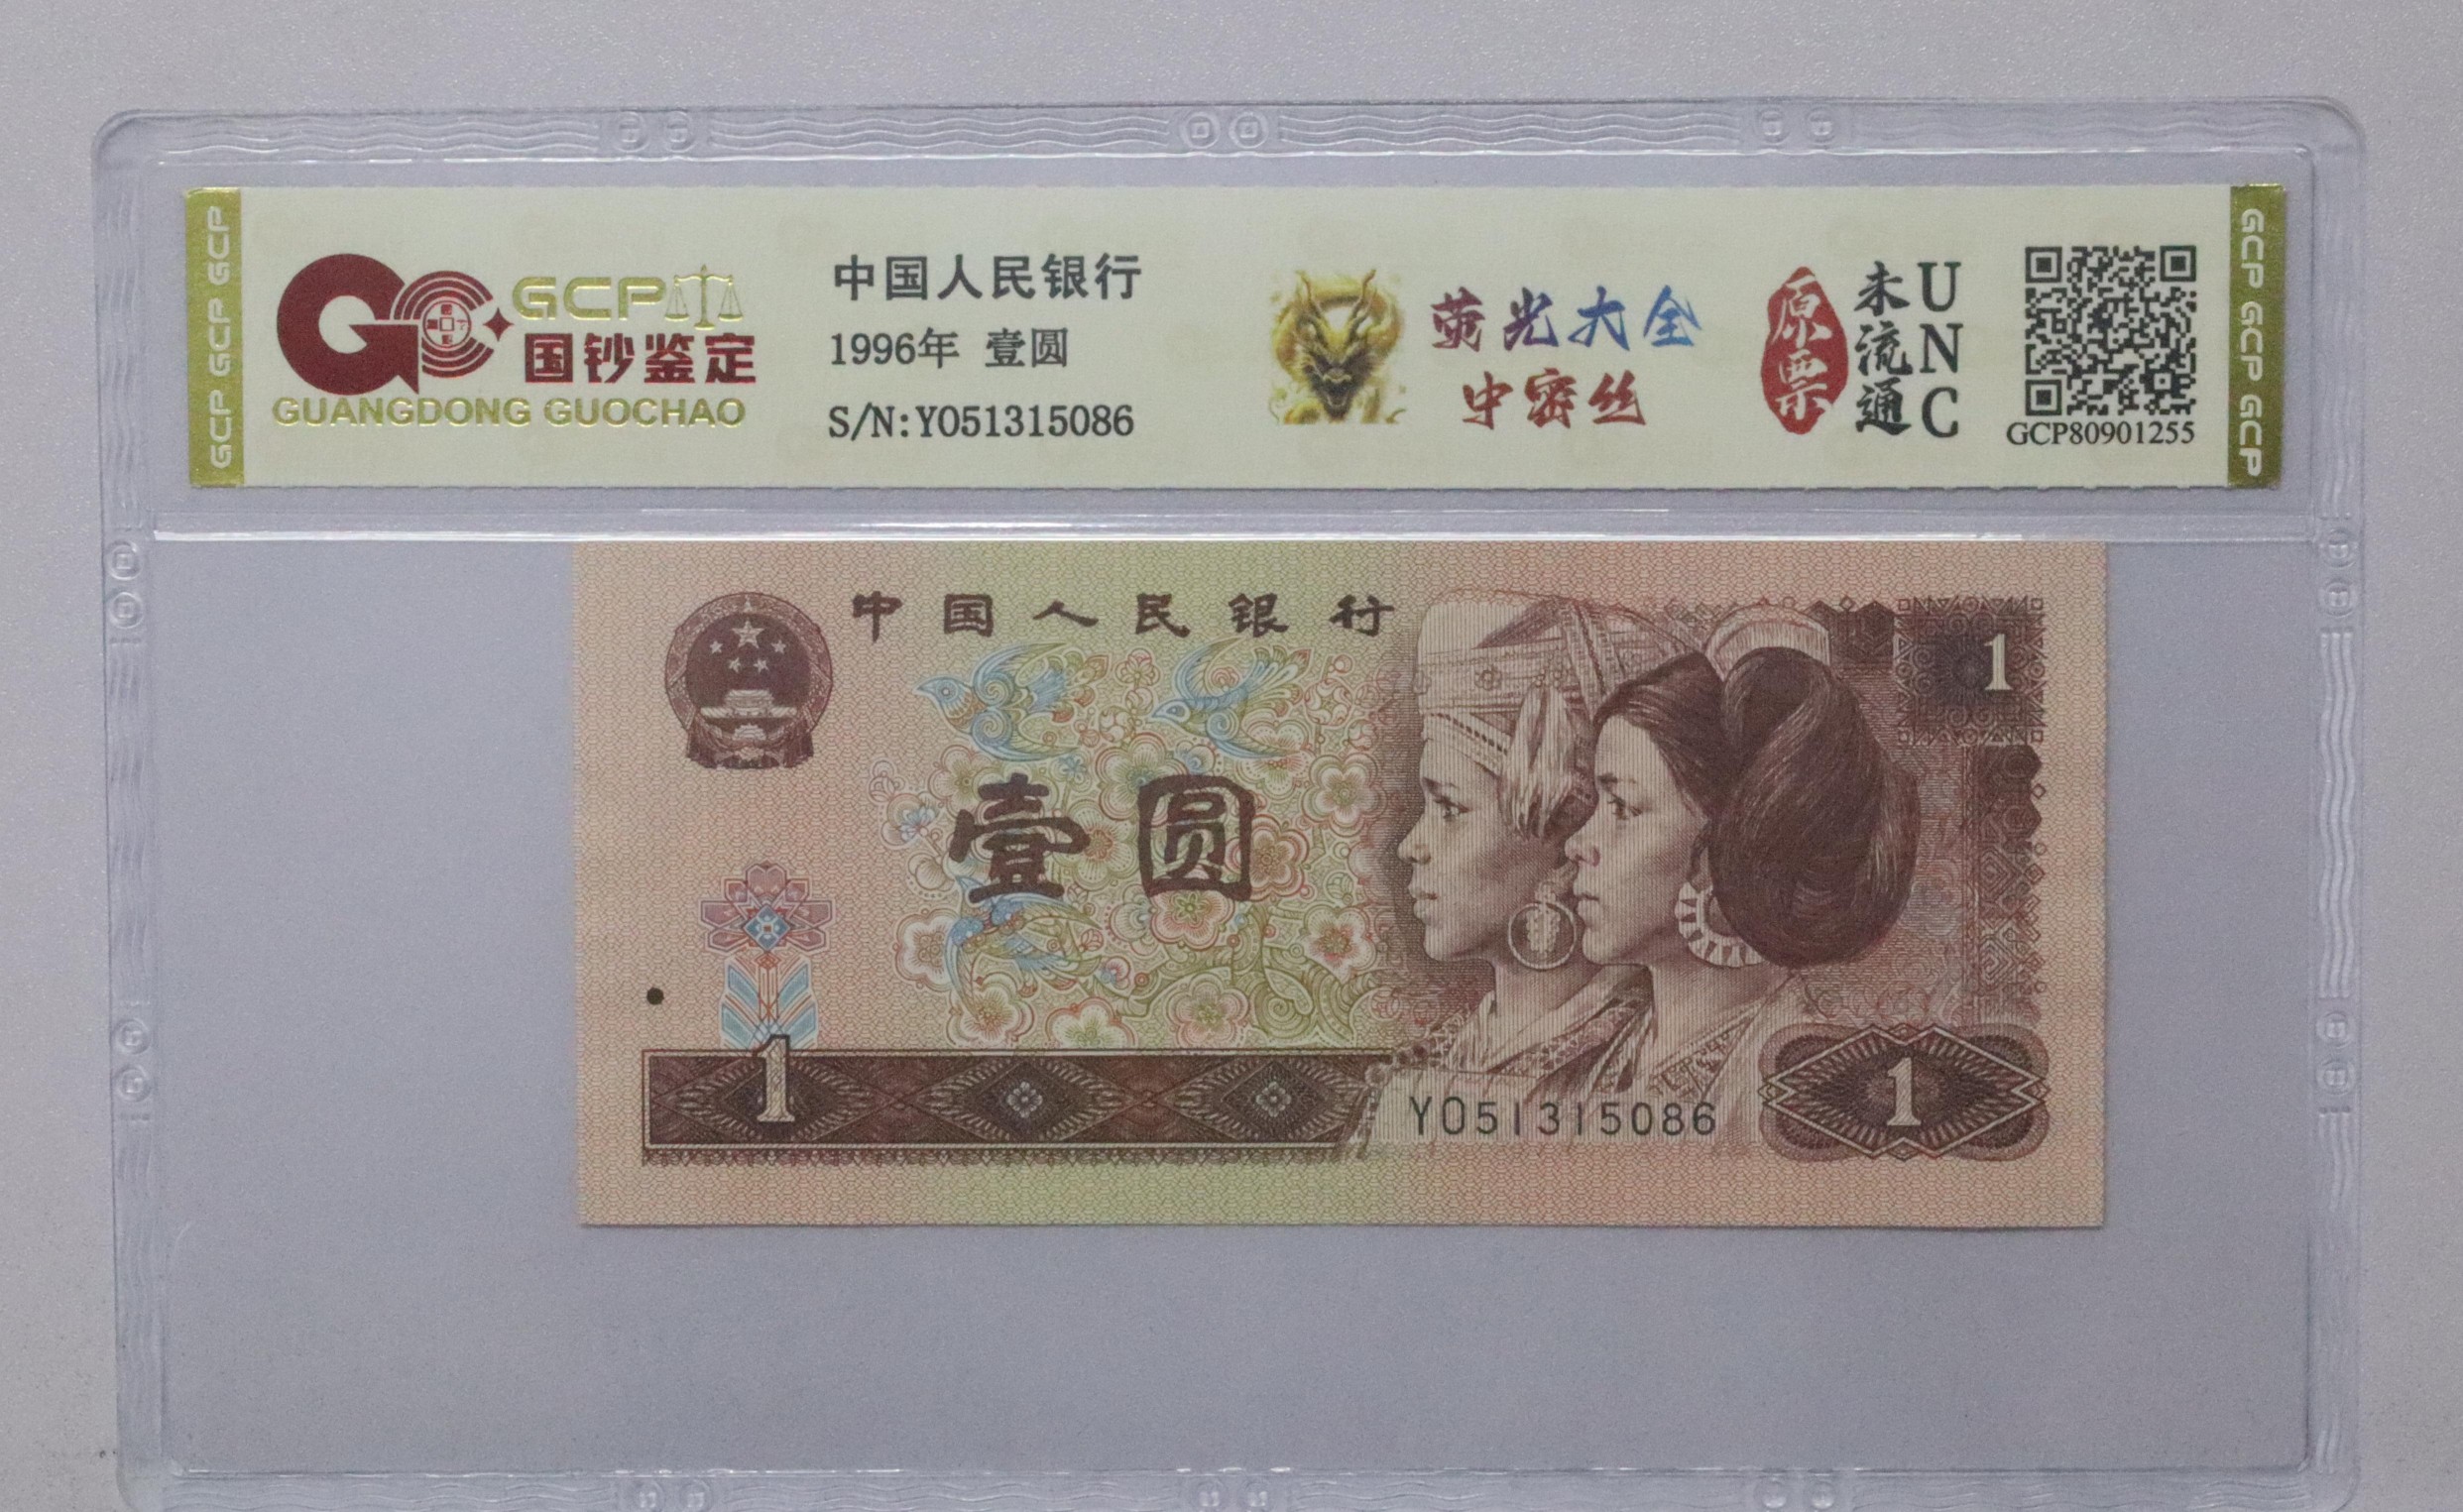 GCP GCP GCP
GCP
国钞鉴定
GUANGDONG GUOCHAO
中国人民银行
1996年 壹圆
S/N:YO51315086
荧光大全
中密丝
原票
未流通
UNC
GCP80901255
GCP GCP GCP
中国人民银行
1
壹圆
1
YO51315086
1